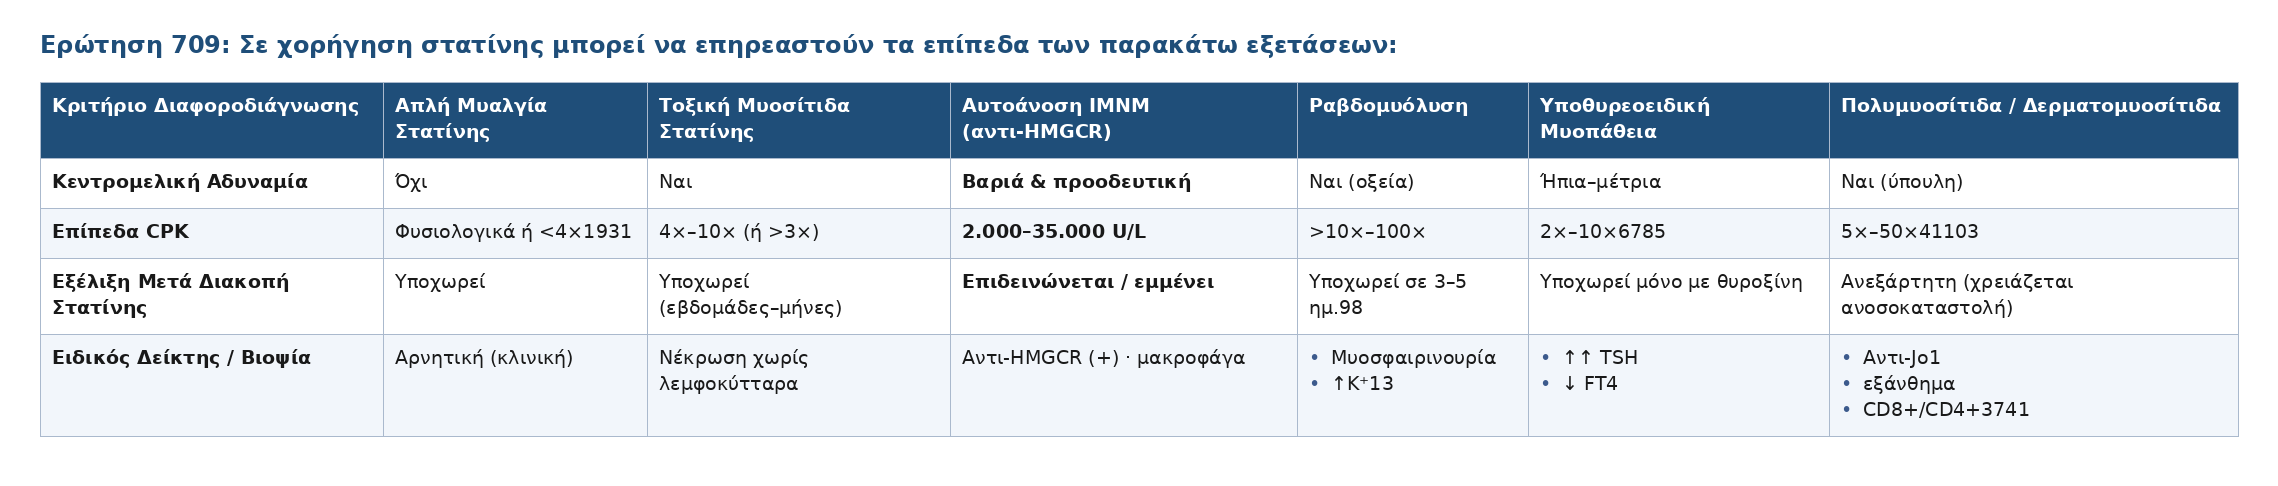 Ερώτηση 709: Σε χορήγηση στατίνης μπορεί να επηρεαστούν τα επίπεδα των παρακάτω εξετάσεων:
Κριτήριο Διαφοροδιάγνωσης
Απλή Μυαλγία
Στατίνης
Τοξική Μυοσίτιδα
Στατίνης
Αυτοάνοση IMNM
(αντι-HMGCR)
Ραβδομυόλυση
Υποθυρεοειδική
Μυοπάθεια
Πολυμυοσίτιδα / Δερματομυοσίτιδα
Κεντρομελική Αδυναμία
Όχι
Ναι
Βαριά & προοδευτική
Ναι (οξεία)
Ήπια–μέτρια
Ναι (ύπουλη)
Επίπεδα CPK
Φυσιολογικά ή <4×1931
4×–10× (ή >3×)
2.000–35.000 U/L
>10×–100×
2×–10×6785
5×–50×41103
Εξέλιξη Μετά Διακοπή
Στατίνης
Υποχωρεί
Υποχωρεί
(εβδομάδες–μήνες)
Επιδεινώνεται / εμμένει
Υποχωρεί σε 3–5
ημ.98
Υποχωρεί μόνο με θυροξίνη
Ανεξάρτητη (χρειάζεται
ανοσοκαταστολή)
Ειδικός Δείκτης / Βιοψία
Αρνητική (κλινική)
Νέκρωση χωρίς
λεμφοκύτταρα
Αντι-HMGCR (+) · μακροφάγα
• Μυοσφαιρινουρία
• ↑K⁺13
• ↑↑ TSH
• ↓ FT4
• Αντι-Jo1
• εξάνθημα
• CD8+/CD4+3741